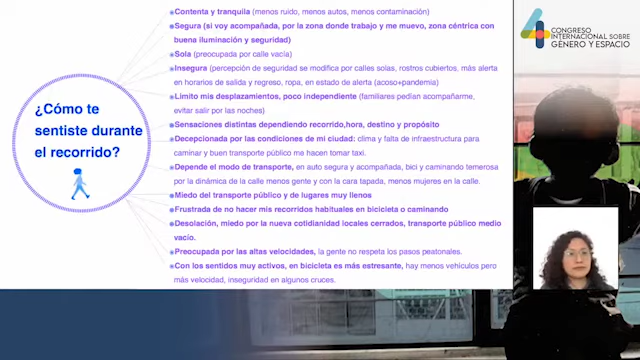 4 CONGRESO
INTERNACIONAL SOBRE
GÉNERO Y ESPACIO
¿Cómo te
sentiste durante
el recorrido?
Contenta y tranquila (menos ruido, menos autos, menos contaminación)
Segura (si voy acompañada, por la zona donde trabajo y me muevo, zona céntrica con
buena iluminación y seguridad)
Sola (preocupada por calle vacía)
Insegura (percepción de seguridad se modifica por calles solas, rostros cubiertos, más alerta
en horarios de salida y regreso, ropa, en estado de alerta (acoso+pandemia)
Limito mis desplazamientos, poco independiente (familiares pedían acompañarme,
evitar salir por las noches)
Sensaciones distintas dependiendo recorrido,hora, destino y propósito
Decepcionada por las condiciones de mi ciudad: clima y falta de infraestructura para
caminar y buen transporte público me hacen tomar taxi.
Depende el modo de transporte, en auto segura y acompañada, bici y caminando temerosa
por la dinámica de la calle menos gente y con la cara tapada, menos mujeres en la calle.
Miedo del transporte público y de lugares muy llenos
Frustrada de no hacer mis recorridos habituales en bicicleta o caminando
Desolación, miedo por la nueva cotidianidad locales cerrados, transporte público medio
vacío.
Preocupada por las altas velocidades, la gente no respeta los pasos peatonales.
Con los sentidos muy activos, en bicicleta es más estresante, hay menos vehículos pero
más velocidad, inseguridad en algunos cruces.